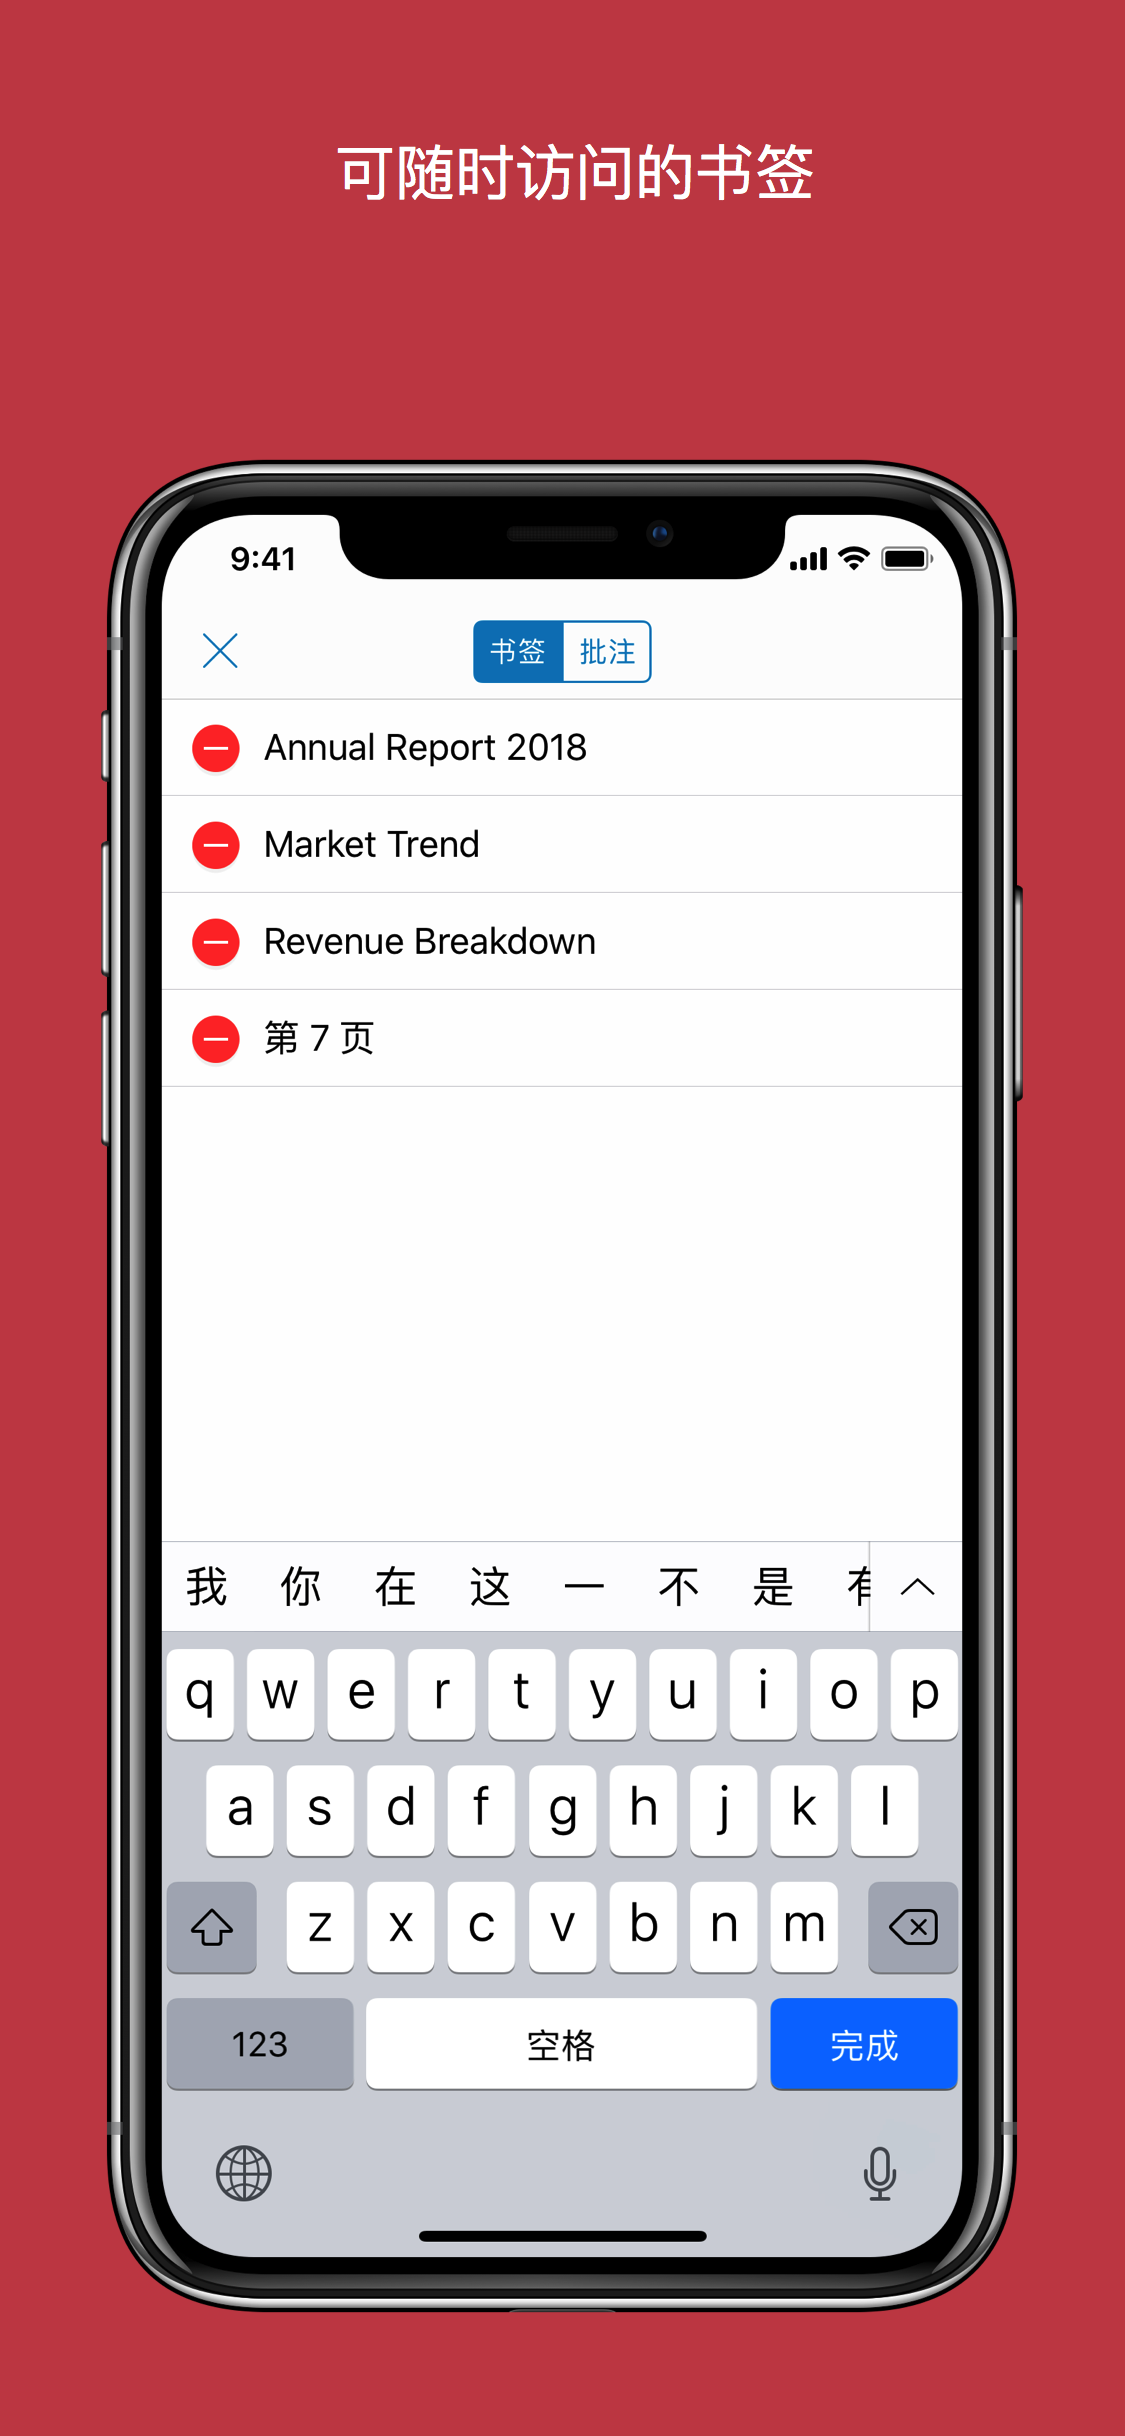 可随时访问的书签
9:41
书签 批注
Annual Report 2018
Market Trend
Revenue Breakdown
第 7 页
我 你 在 这 一 不 是
q w e r t y u i o p
a s d f g h j k l
z x c v b n m
123 空格 完成